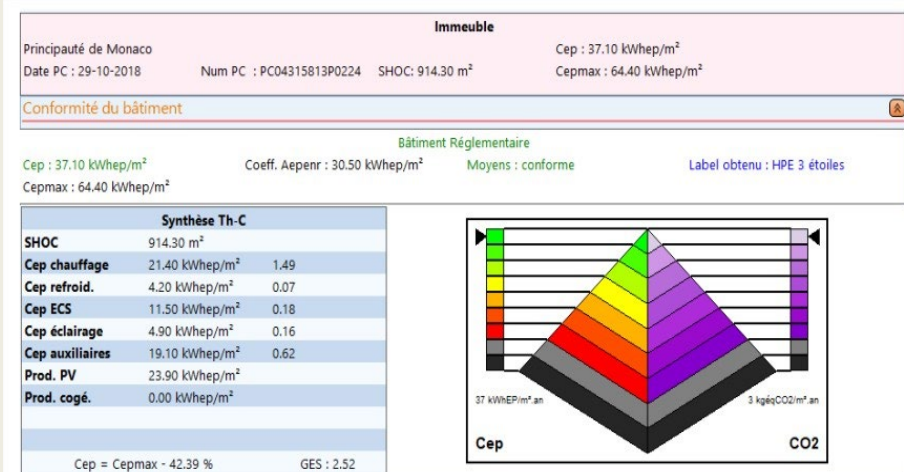 Immeuble
Principauté de Monaco Cep : 37.10 kWhep/m²
Date PC : 29-10-2018 Num PC : PC04315813P0224 SHOC: 914.30 m² Cepmax : 64.40 kWhep/m²
Conformité du bâtiment
Bâtiment Réglementaire
Cep : 37.10 kWhep/m² Coeff. Aepenr : 30.50 kWhep/m² Moyens : conforme Label obtenu : HPE 3 étoiles
Cepmax : 64.40 kWhep/m²
Synthèse Th-C
SHOC 914.30 m²
Cep chauffage 21.40 kWhep/m² 1.49
Cep refroid. 4.20 kWhep/m² 0.07
Cep ECS 11.50 kWhep/m² 0.18
Cep éclairage 4.90 kWhep/m² 0.16
Cep auxiliaires 19.10 kWhep/m² 0.62
Prod. PV 23.90 kWhep/m²
Prod. cogé. 0.00 kWhep/m²
Cep = Cepmax - 42.39 % GES : 2.52
37 kWhEP/m².an 3 kgéqCO2/m².an
Cep CO2